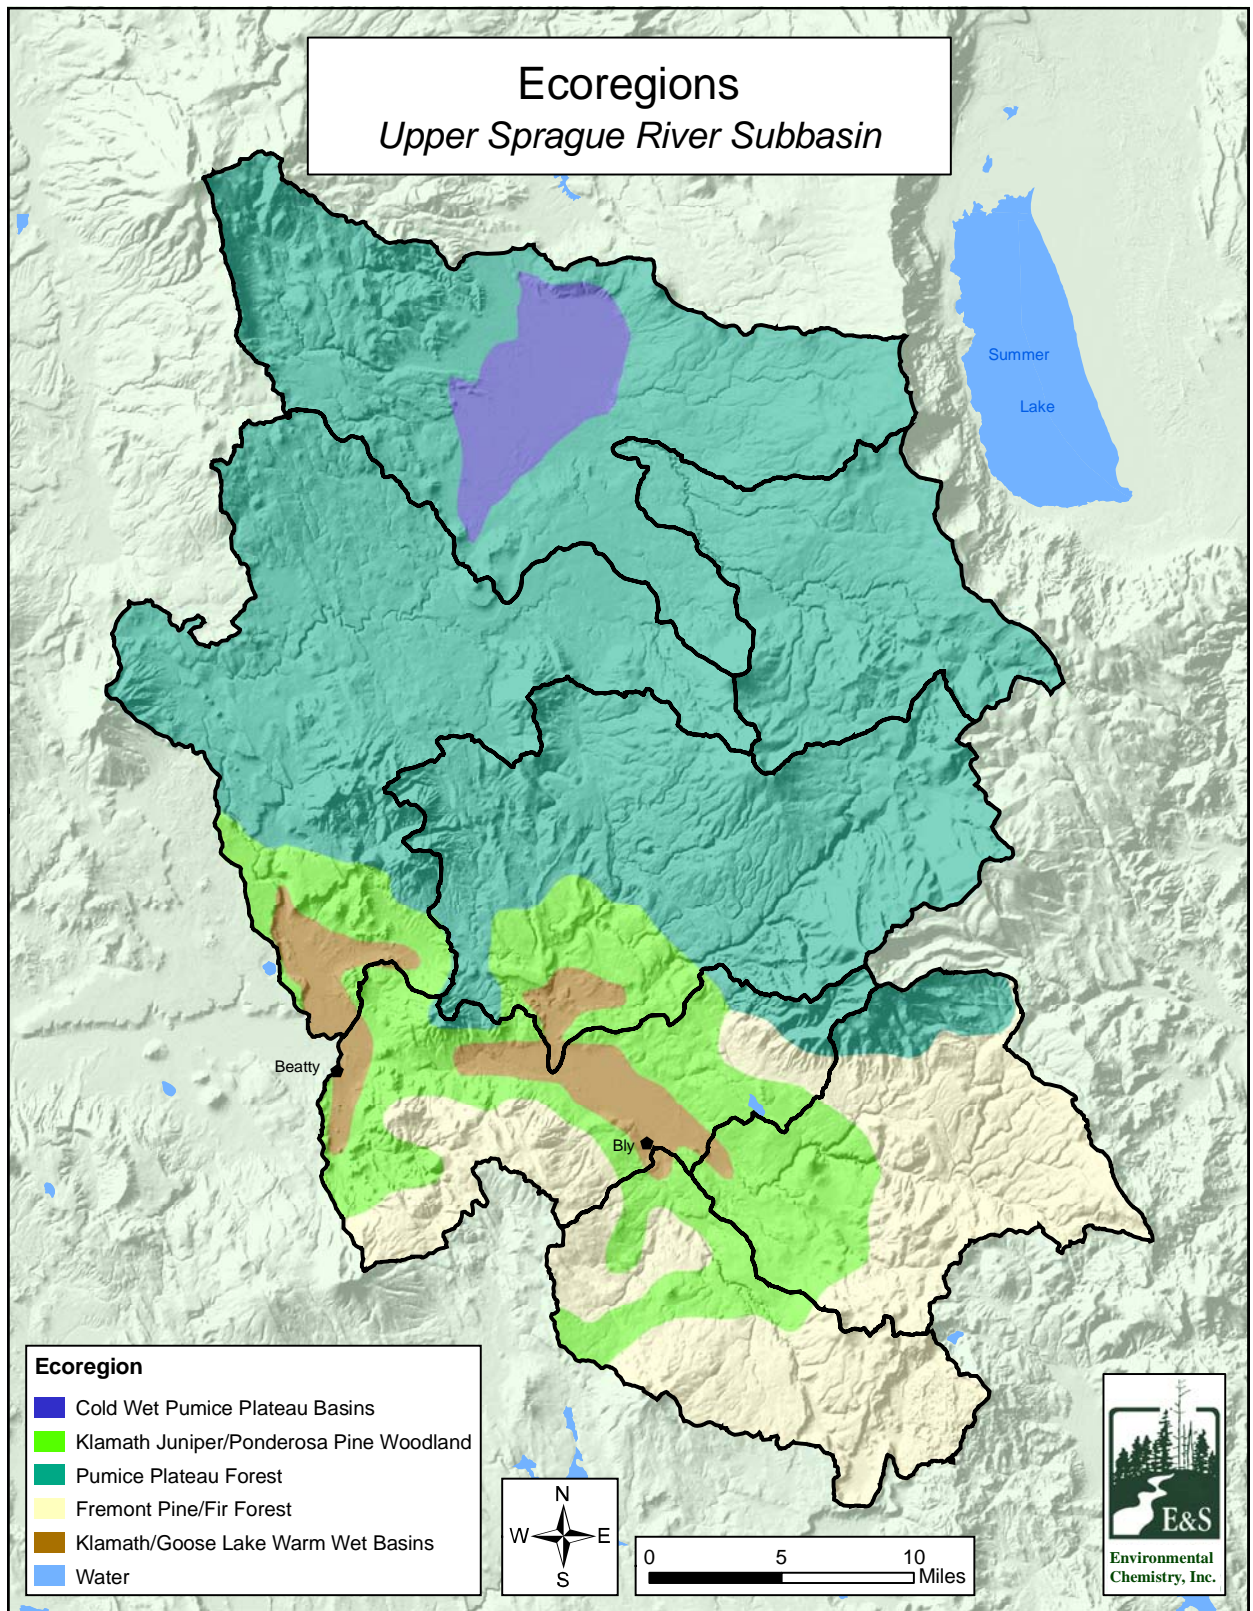 Ecoregions
Upper Sprague River Subbasin
Summer
Lake
Beatty
Bly
Ecoregion
Cold Wet Pumice Plateau Basins
Klamath Juniper/Ponderosa Pine Woodland
Pumice Plateau Forest
Fremont Pine/Fir Forest
Klamath/Goose Lake Warm Wet Basins
Water
N
W E
S
0 5 10
Miles
E&S
Environmental
Chemistry, Inc.